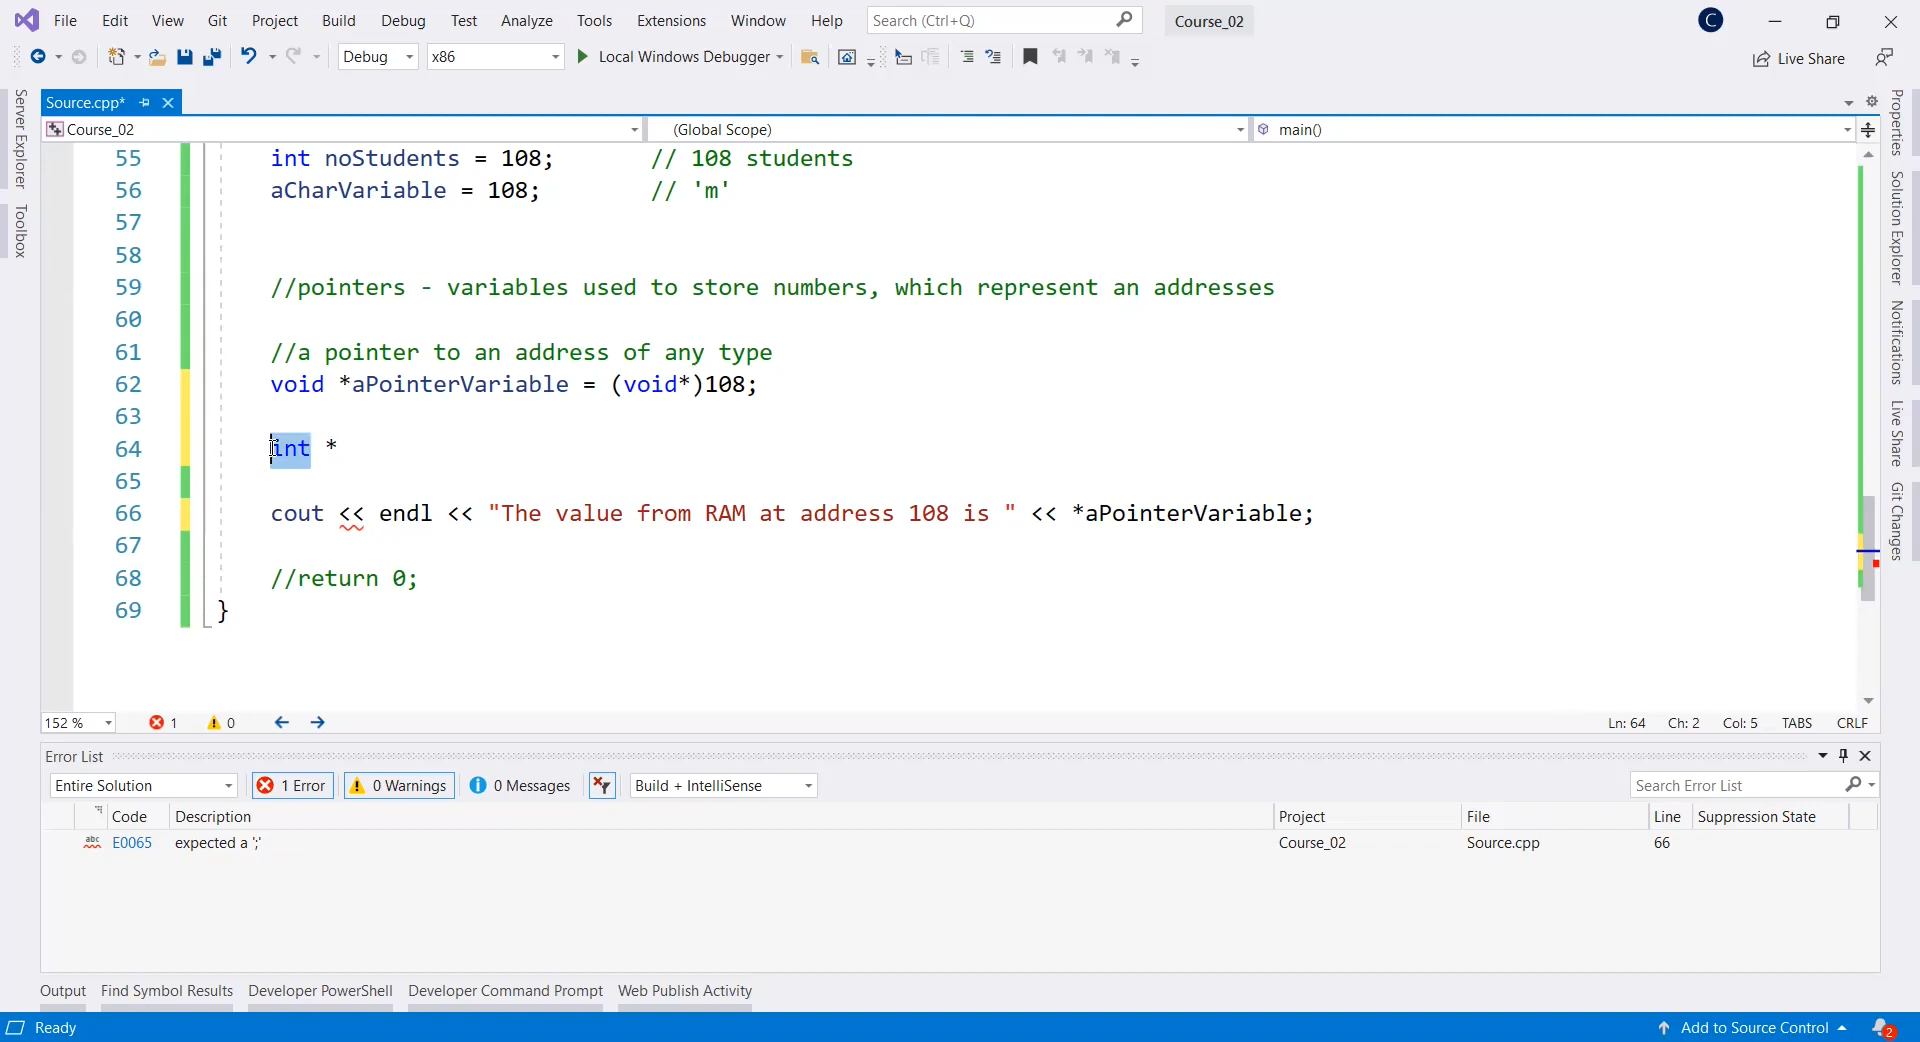 File Edit View Git Project Build Debug Test Analyze Tools Extensions Window Help Search (Ctrl+Q) Course_02 C
Debug x86 Local Windows Debugger Live Share
Source.cpp*
Course_02 (Global Scope) main()
55 int noStudents = 108; // 108 students
56 aCharVariable = 108; // 'm'
57
58
59 //pointers - variables used to store numbers, which represent an addresses
60
61 //a pointer to an address of any type
62 void *aPointerVariable = (void*)108;
63
64 int *
65
66 cout << endl << "The value from RAM at address 108 is " << *aPointerVariable;
67
68 //return 0;
69 }
Server Explorer
Toolbox
Properties
Solution Explorer
Notifications
Live Share
Git Changes
152 % 1 0 Ln: 64 Ch: 2 Col: 5 TABS CRLF
Error List
Entire Solution 1 Error 0 Warnings 0 Messages Build + IntelliSense Search Error List
Code Description Project File Line Suppression State
abc E0065 expected a ';' Course_02 Source.cpp 66
Output Find Symbol Results Developer PowerShell Developer Command Prompt Web Publish Activity
Ready Add to Source Control 2